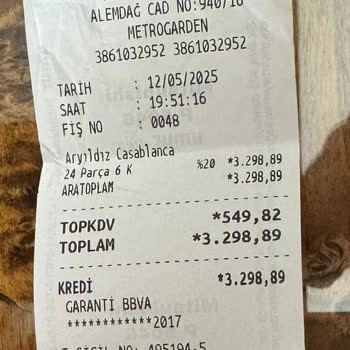 ALEMDAĞ CAD NO:940/16
METROGARDEN
3861032952 3861032952
TARİH : 12/05/2025
SAAT : 19:51:16
FİŞ NO : 0048
Aryıldız Casablanca
24 Parça 6 K %20 *3.298,89
ARATOPLAM *3.298,89
TOPKDV *549,82
TOPLAM *3.298,89
KREDİ *3.298,89
GARANTİ BBVA
************2017